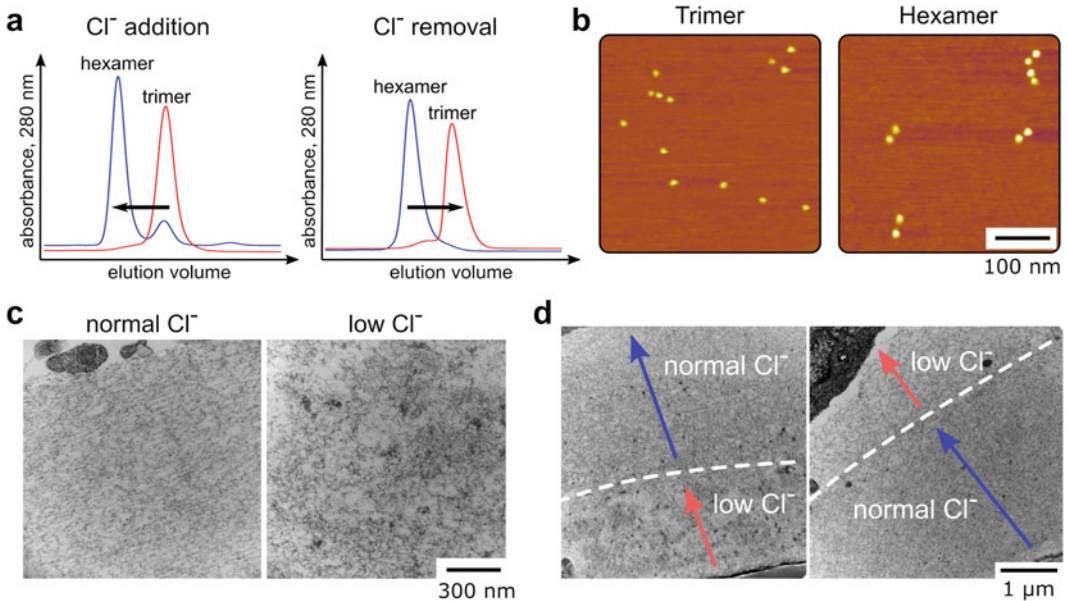 a
Cl⁻ addition
hexamer
trimer
absorbance, 280 nm
elution volume
Cl⁻ removal
hexamer
trimer
absorbance, 280 nm
elution volume
b
Trimer
Hexamer
100 nm
c
normal Cl⁻
low Cl⁻
300 nm
d
normal Cl⁻
low Cl⁻
low Cl⁻
normal Cl⁻
1 µm